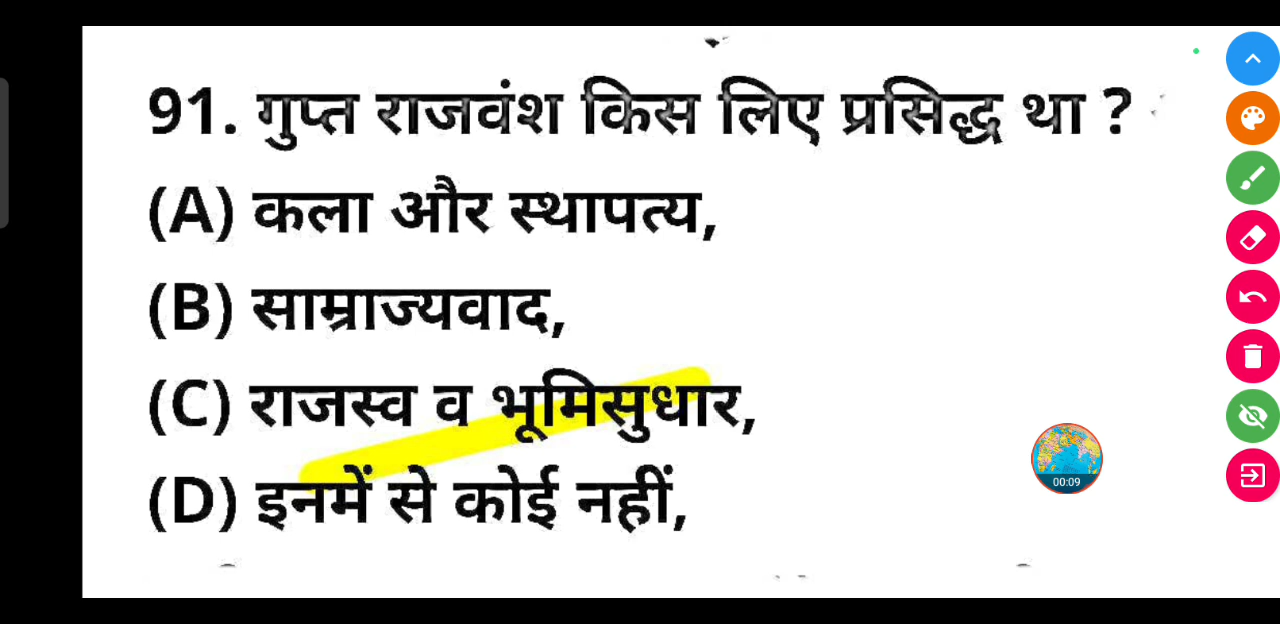 91. गुप्त राजवंश किस लिए प्रसिद्ध था ?
(A) कला और स्थापत्य,
(B) साम्राज्यवाद,
(C) राजस्व व भूमिसुधार,
(D) इनमें से कोई नहीं,
00:09